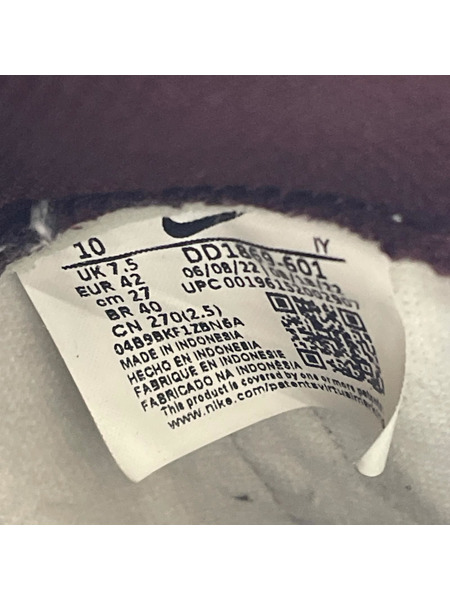 10 IY
UK 7.5 DD1869-601
EUR 42 06/08/22
cm 27 UPC
BR 40
CN 270(2.5)
0489BKF1ZBN6A
MADE IN INDONESIA
HECHO EN INDONESIA
FABRIQUE EN INDONESIE
FABRICADO NA INDONESIA
This product is covered by one or more
www.nike.com/patents